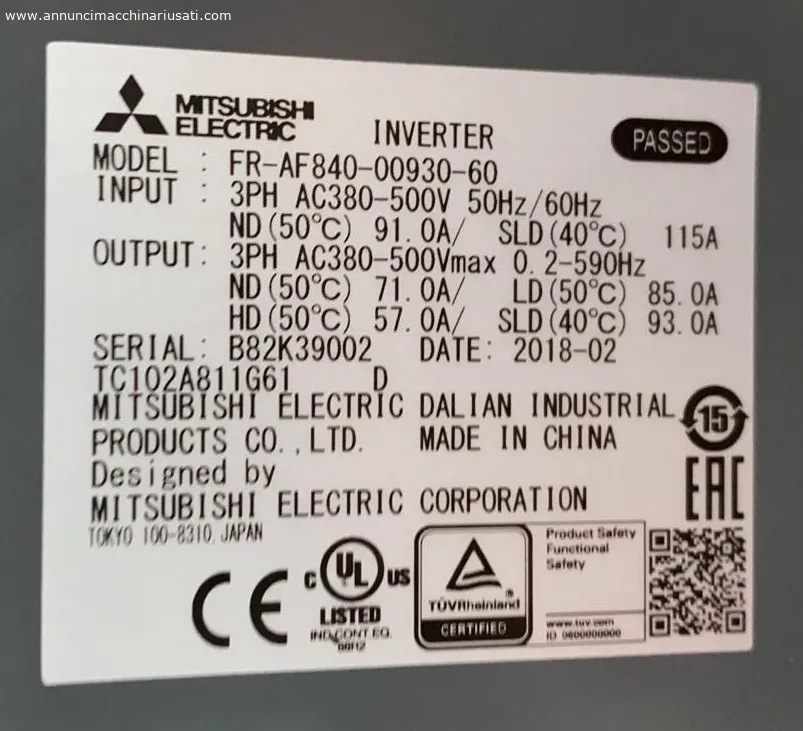 www.annuncimacchinariusati.com
MITSUBISHI
ELECTRIC
INVERTER
PASSED
MODEL : FR-AF840-00930-60
INPUT : 3PH AC380-500V 50Hz/60Hz
ND(50°C) 91.0A/ SLD(40°C) 115A
OUTPUT: 3PH AC380-500Vmax 0.2-590Hz
ND(50°C) 71.0A/ LD(50°C) 85.0A
HD(50°C) 57.0A/ SLD(40°C) 93.0A
SERIAL: B82K39002 DATE: 2018-02
TC102A811G61 D
MITSUBISHI ELECTRIC DALIAN INDUSTRIAL
PRODUCTS CO.,LTD. MADE IN CHINA
15
Designed by
MITSUBISHI ELECTRIC CORPORATION
TOKYO 100-8310, JAPAN
EAC
CE
C UL US
LISTED
IND.CONT.EQ.
TÜVRheinland
CERTIFIED
Product Safety
Functional
Safety
www.tuv.com
ID 0600000000